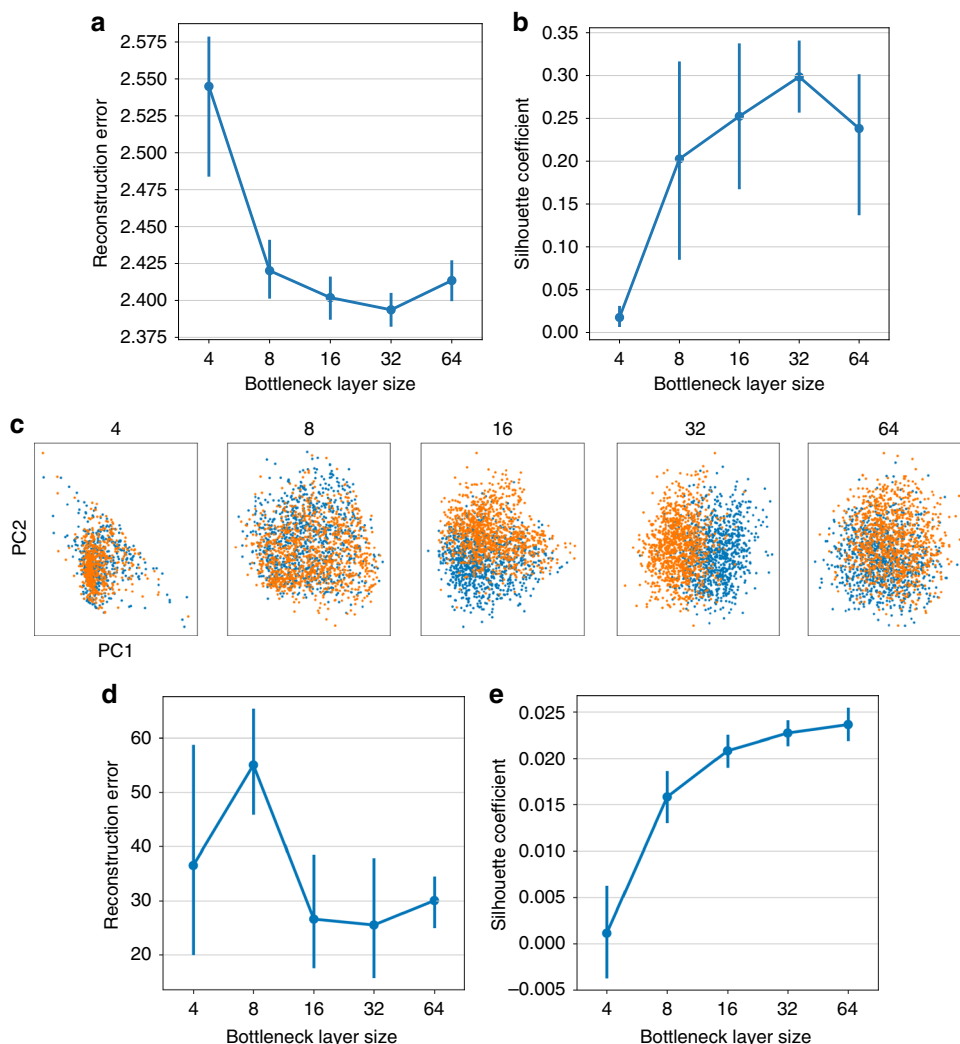 a
2.575
2.550
2.525
2.500
2.475
2.450
2.425
2.400
2.375
Reconstruction error
4 8 16 32 64
Bottleneck layer size
b
0.35
0.30
0.25
0.20
0.15
0.10
0.05
0.00
Silhouette coefficient
4 8 16 32 64
Bottleneck layer size
c
4 8 16 32 64
PC2
PC1
d
60
50
40
30
20
Reconstruction error
4 8 16 32 64
Bottleneck layer size
e
0.025
0.020
0.015
0.010
0.005
0.000
−0.005
Silhouette coefficient
4 8 16 32 64
Bottleneck layer size